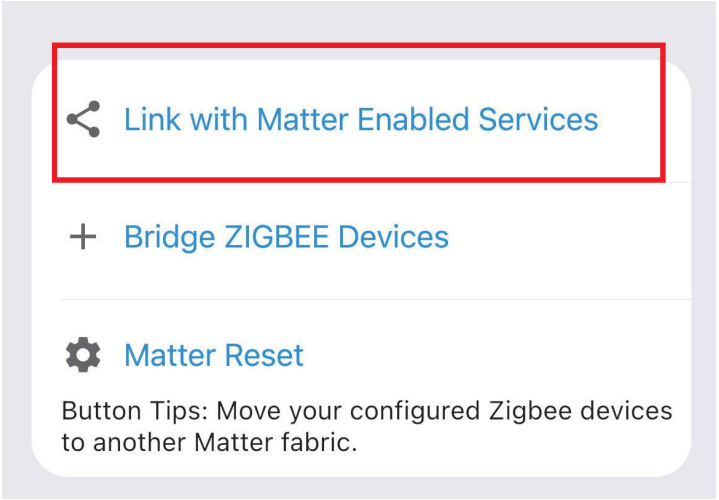 Link with Matter Enabled Services
Bridge ZIGBEE Devices
Matter Reset
Button Tips: Move your configured Zigbee devices
to another Matter fabric.